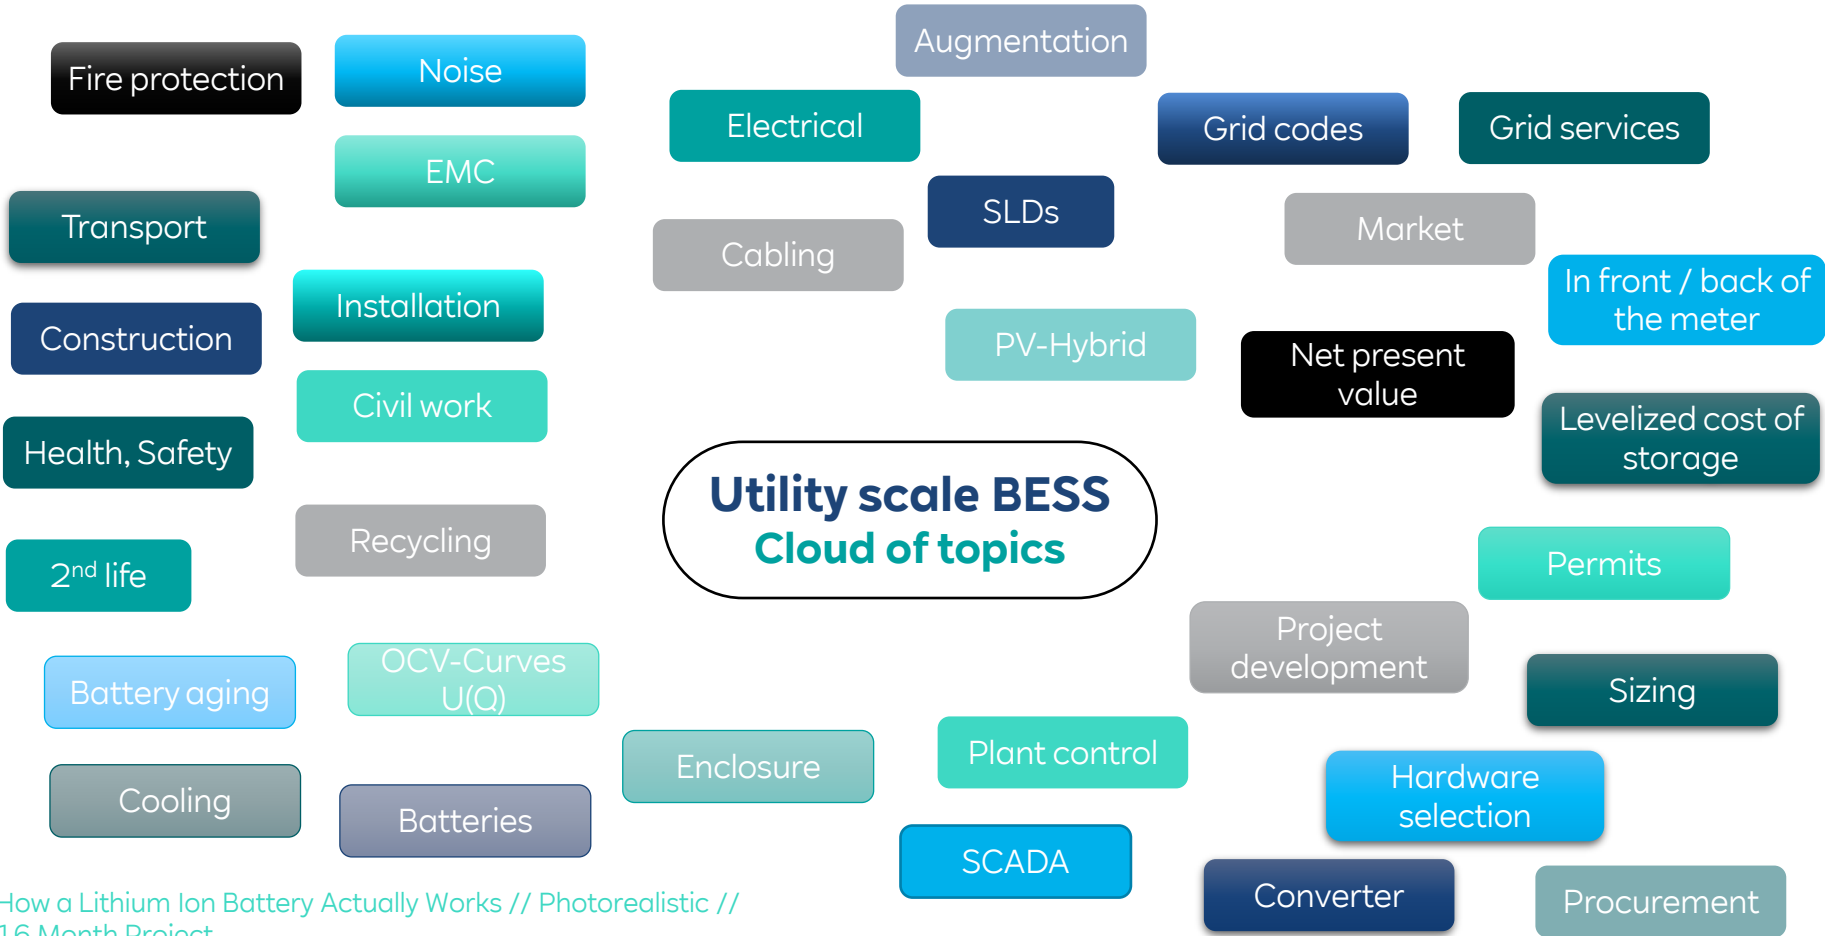 Augmentation
Fire protection
Noise
Electrical
Grid codes
Grid services
EMC
SLDs
Transport
Cabling
Market
In front / back of
the meter
Installation
Construction
PV-Hybrid
Net present
value
Civil work
Levelized cost of
storage
Health, Safety
Utility scale BESS
Cloud of topics
Recycling
2nd life
Permits
Project
development
Battery aging
OCV-Curves
U(Q)
Sizing
Enclosure
Plant control
Cooling
Batteries
Hardware
selection
SCADA
Converter
Procurement
How a Lithium Ion Battery Actually Works // Photorealistic //
16 Month Project